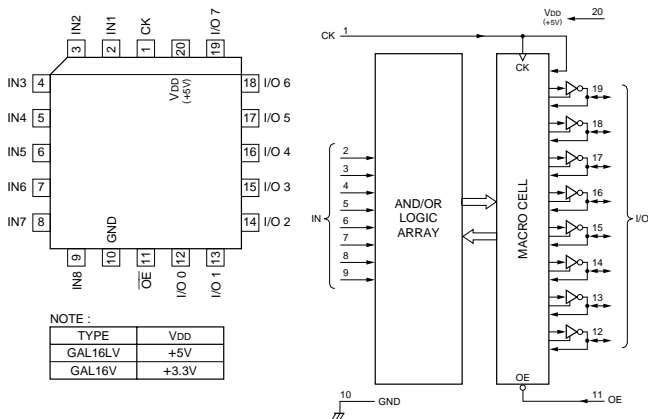 IN2
IN1
CK
I/O 7
3
2
1
20
19
IN3 4
IN4 5
IN5 6
IN6 7
IN7 8
VDD
(+5V)
GND
18 I/O 6
17 I/O 5
16 I/O 4
15 I/O 3
14 I/O 2
9
10
11
12
13
IN8
OE
I/O 0
I/O 1
NOTE :
TYPE VDD
GAL16LV +5V
GAL16V +3.3V
VDD
(+5V)
20
CK 1
CK
IN
2
3
4
5
6
7
8
9
AND/OR
LOGIC
ARRAY
MACRO CELL
19
18
17
16
15
14
13
12
I/O
OE
10 GND
11 OE